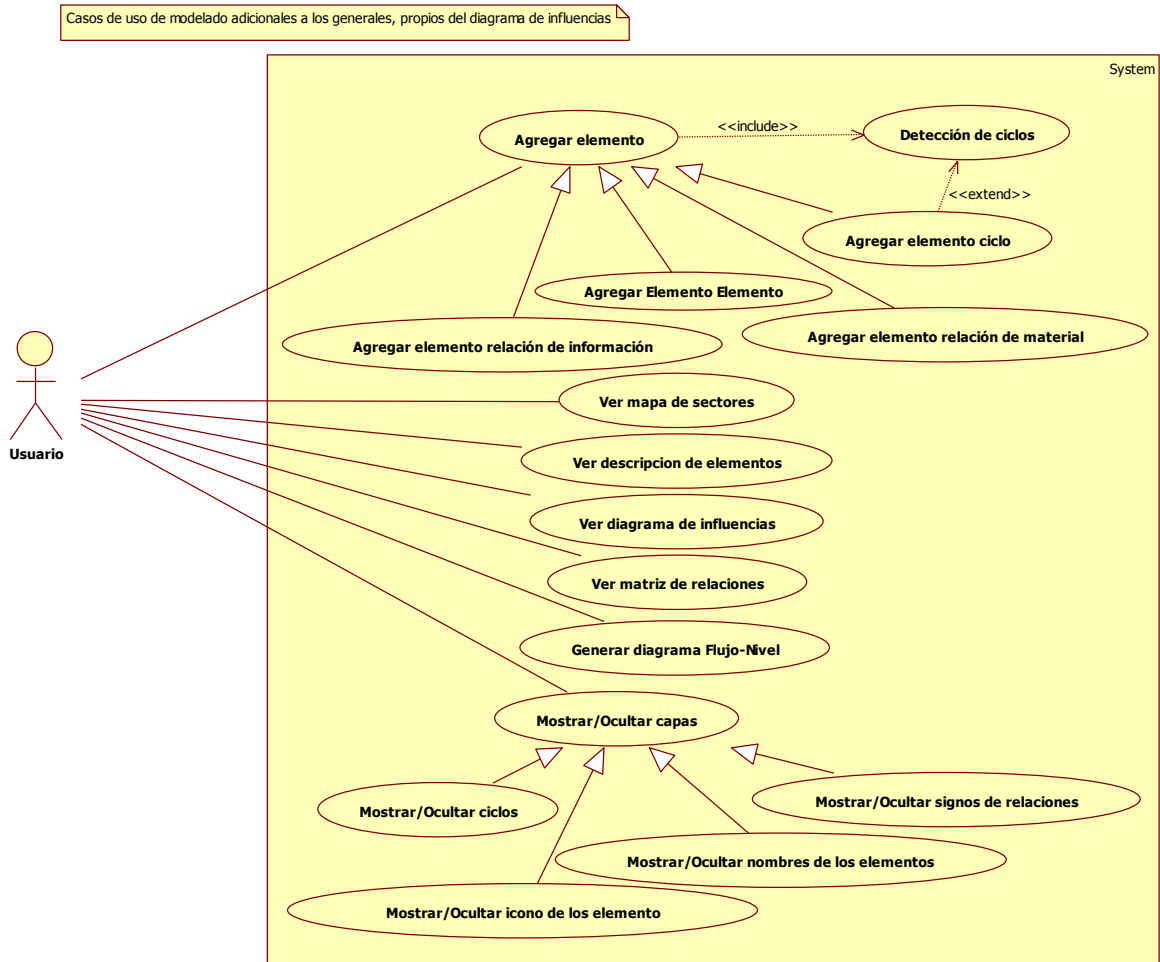 Casos de uso de modelado adicionales a los generales, propios del diagrama de influencias
System
Agregar elemento
<<include>>
Detección de ciclos
<<extend>>
Agregar elemento ciclo
Agregar Elemento Elemento
Agregar elemento relación de información
Agregar elemento relación de material
Usuario
Ver mapa de sectores
Ver descripcion de elementos
Ver diagrama de influencias
Ver matriz de relaciones
Generar diagrama Flujo-Nivel
Mostrar/Ocultar capas
Mostrar/Ocultar ciclos
Mostrar/Ocultar signos de relaciones
Mostrar/Ocultar nombres de los elementos
Mostrar/Ocultar icono de los elemento